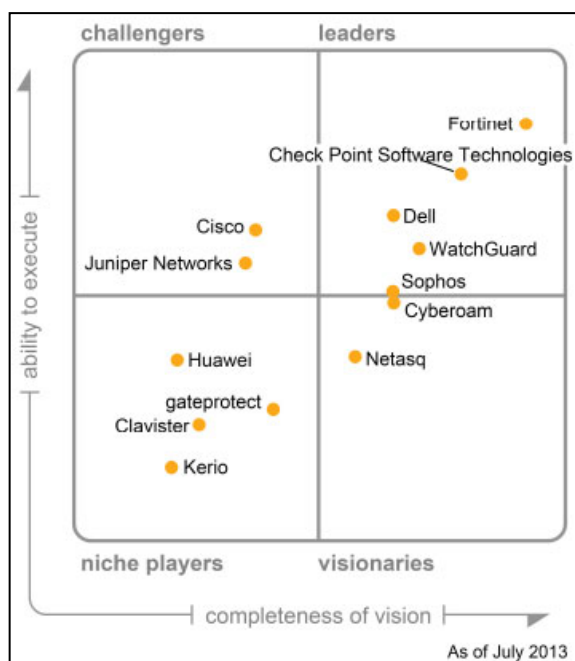 challengers
leaders
Fortinet
Check Point Software Technologies
Dell
Cisco
WatchGuard
Juniper Networks
Sophos
Cyberoam
Huawei
Netasq
gateprotect
Clavister
Kerio
niche players
visionaries
ability to execute
completeness of vision
As of July 2013